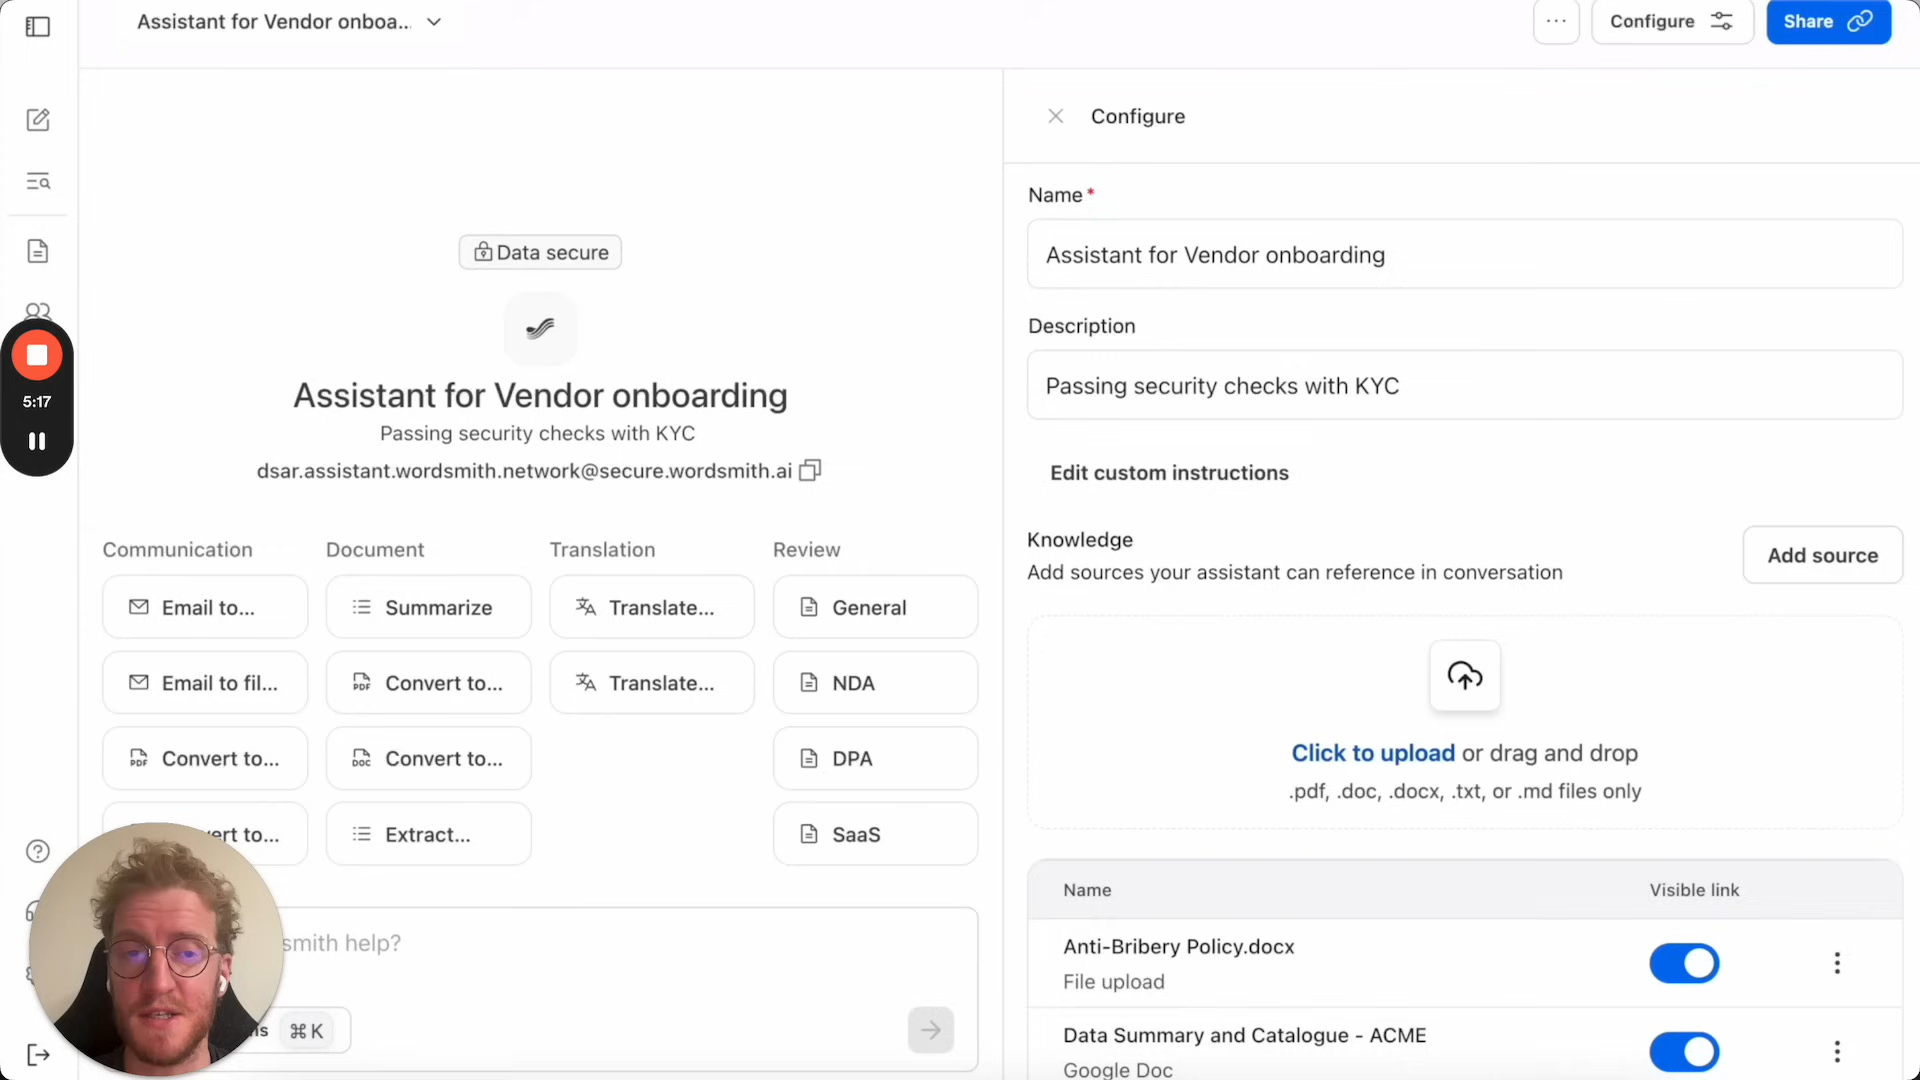 Assistant for Vendor onboa...
Configure
Share
Configure
Name*
Assistant for Vendor onboarding
Description
Passing security checks with KYC
Edit custom instructions
Knowledge
Add sources your assistant can reference in conversation
Add source
Click to upload or drag and drop
.pdf, .doc, .docx, .txt, or .md files only
Name
Visible link
Anti-Bribery Policy.docx
File upload
Data Summary and Catalogue - ACME
Google Doc
Data secure
Assistant for Vendor onboarding
Passing security checks with KYC
dsar.assistant.wordsmith.network@secure.wordsmith.ai
Communication
Document
Translation
Review
Email to...
Summarize
Translate...
General
Email to fil...
PDF
Convert to...
Translate...
NDA
PDF
Convert to...
DOC
Convert to...
DPA
Extract...
SaaS
smith help?
⌘ K
5:17